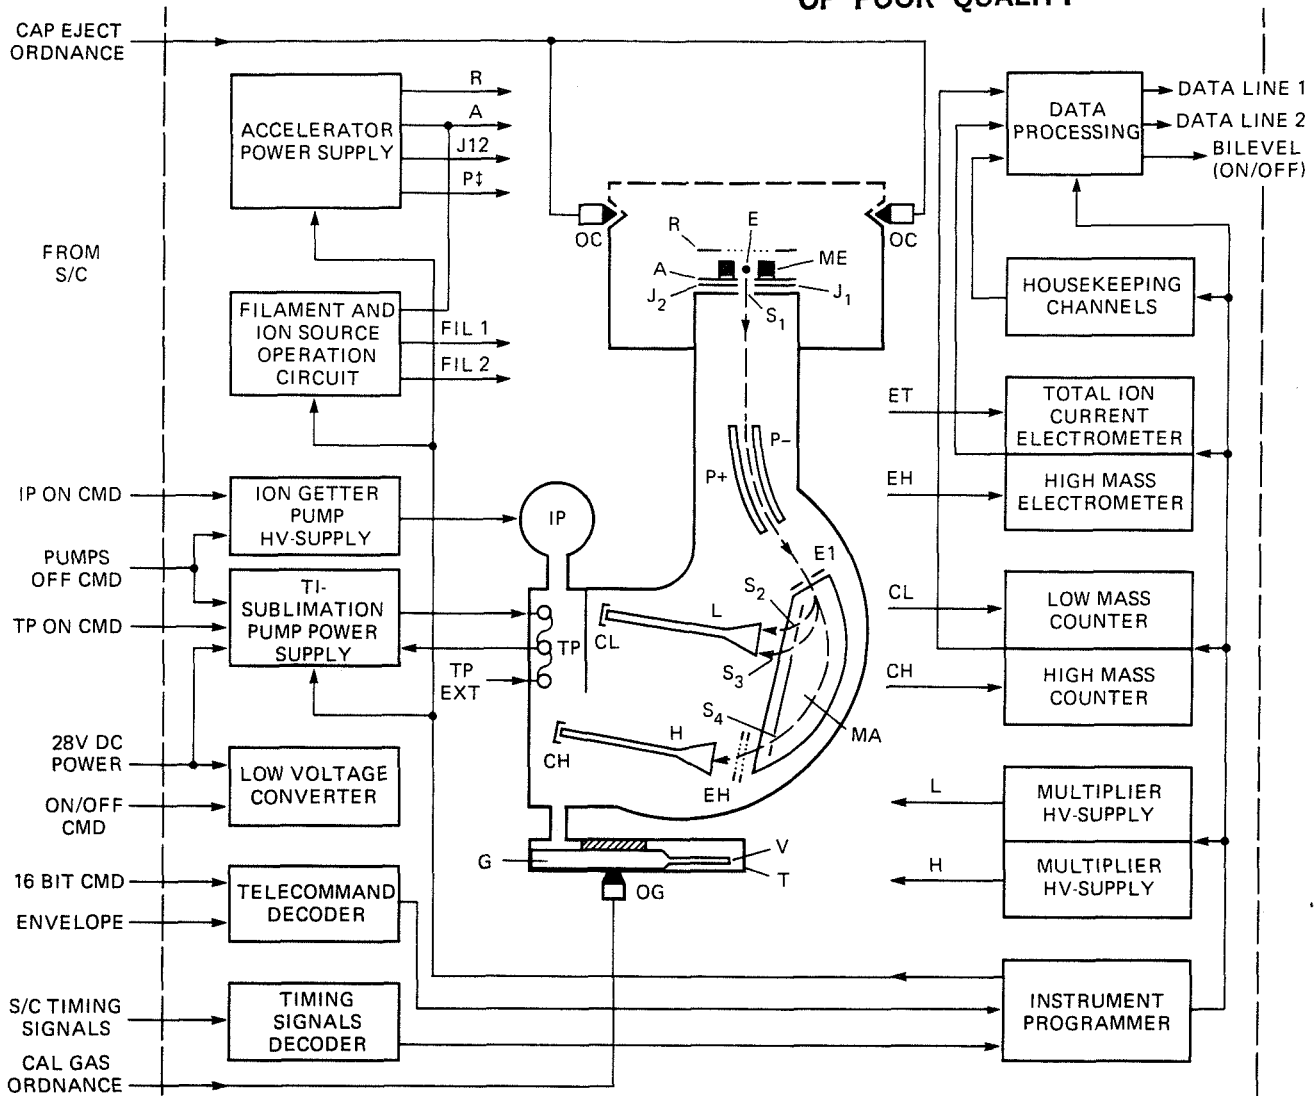 OF POOR QUALITY
CAP EJECT
ORDNANCE
R
A
J12
P‡
ACCELERATOR
POWER SUPPLY
FROM
S/C
FILAMENT AND
ION SOURCE
OPERATION
CIRCUIT
FIL 1
FIL 2
IP ON CMD
ION GETTER
PUMP
HV-SUPPLY
PUMPS
OFF CMD
TI-
SUBLIMATION
PUMP POWER
SUPPLY
TP ON CMD
28V DC
POWER
LOW VOLTAGE
CONVERTER
ON/OFF
CMD
16 BIT CMD
ENVELOPE
TELECOMMAND
DECODER
S/C TIMING
SIGNALS
TIMING
SIGNALS
DECODER
CAL GAS
ORDNANCE
OC
OC
R
E
ME
A
J2
J1
S1
P-
P+
IP
E1
S2
L
CL
TP
TP
EXT
S3
S4
MA
H
CH
EH
G
V
T
OG
DATA
PROCESSING
DATA LINE 1
DATA LINE 2
BILEVEL
(ON/OFF)
HOUSEKEEPING
CHANNELS
ET
TOTAL ION
CURRENT
ELECTROMETER
EH
HIGH MASS
ELECTROMETER
CL
LOW MASS
COUNTER
CH
HIGH MASS
COUNTER
L
MULTIPLIER
HV-SUPPLY
H
MULTIPLIER
HV-SUPPLY
INSTRUMENT
PROGRAMMER